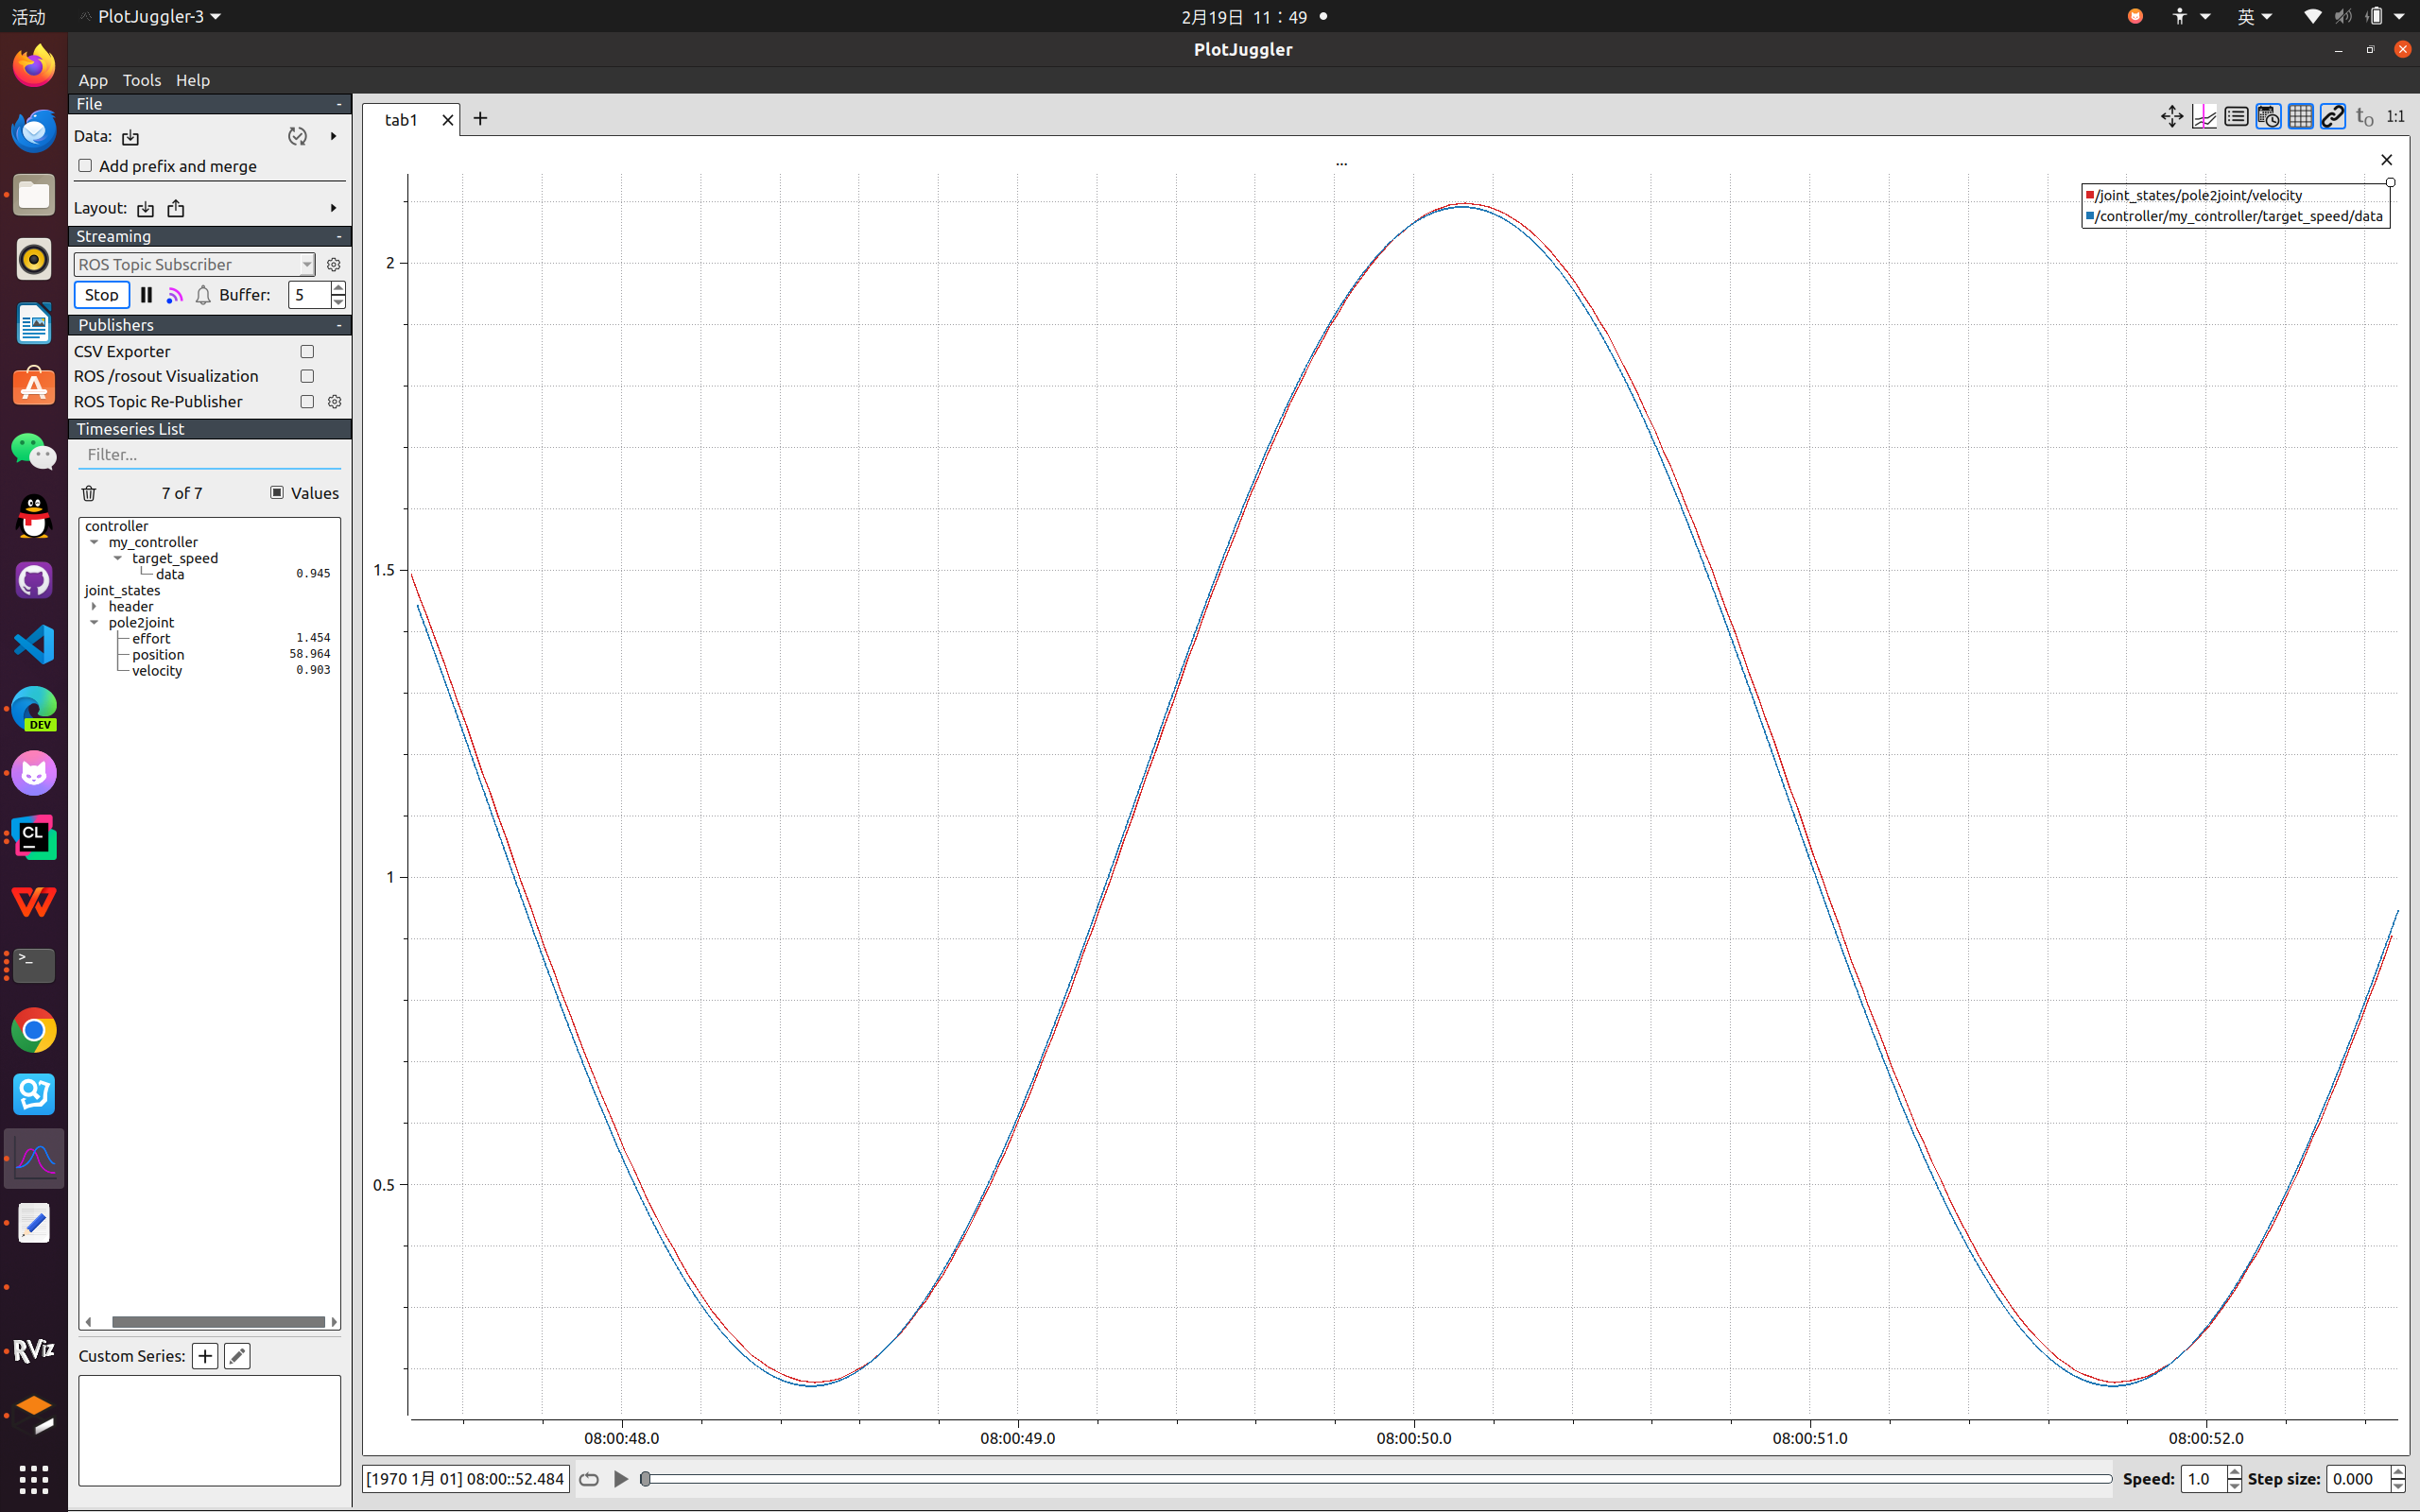 活动
PlotJuggler-3
2月19日 11：49
英
PlotJuggler
App Tools Help
File -
Data:
Add prefix and merge
Layout:
Streaming -
ROS Topic Subscriber
Stop Buffer: 5
Publishers -
CSV Exporter
ROS /rosout Visualization
ROS Topic Re-Publisher
Timeseries List
Filter...
7 of 7 Values
controller
my_controller
target_speed
data 0.945
joint_states
header
pole2joint
effort 1.454
position 58.964
velocity 0.903
Custom Series:
tab1
t0 1:1
...
/joint_states/pole2joint/velocity
/controller/my_controller/target_speed/data
2
1.5
1
0.5
08:00:48.0 08:00:49.0 08:00:50.0 08:00:51.0 08:00:52.0
[1970 1月 01] 08:00::52.484
Speed: 1.0 Step size: 0.000
DEV
CL
>_
RViz